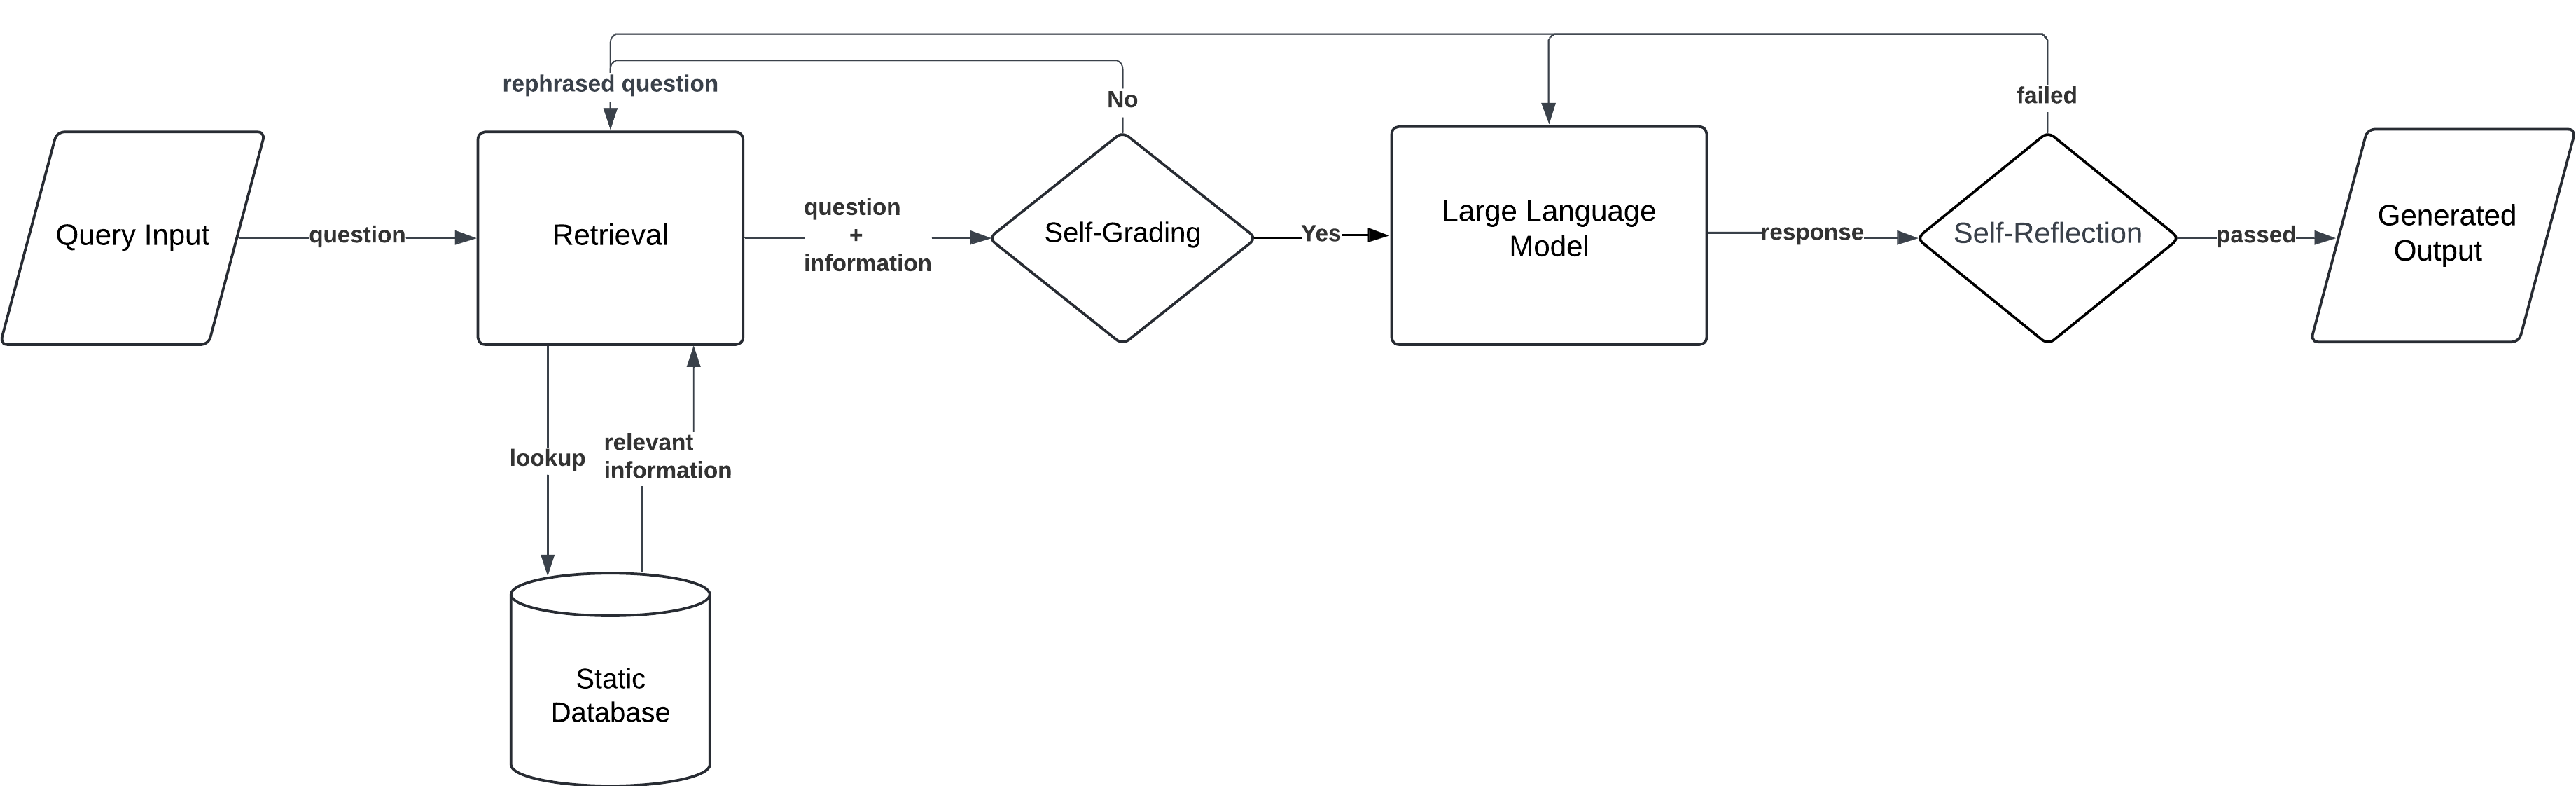 rephrased question
No
failed
Query Input
question
Retrieval
question
+
information
Self-Grading
Yes
Large Language
Model
response
Self-Reflection
passed
Generated
Output
lookup
relevant
information
Static
Database